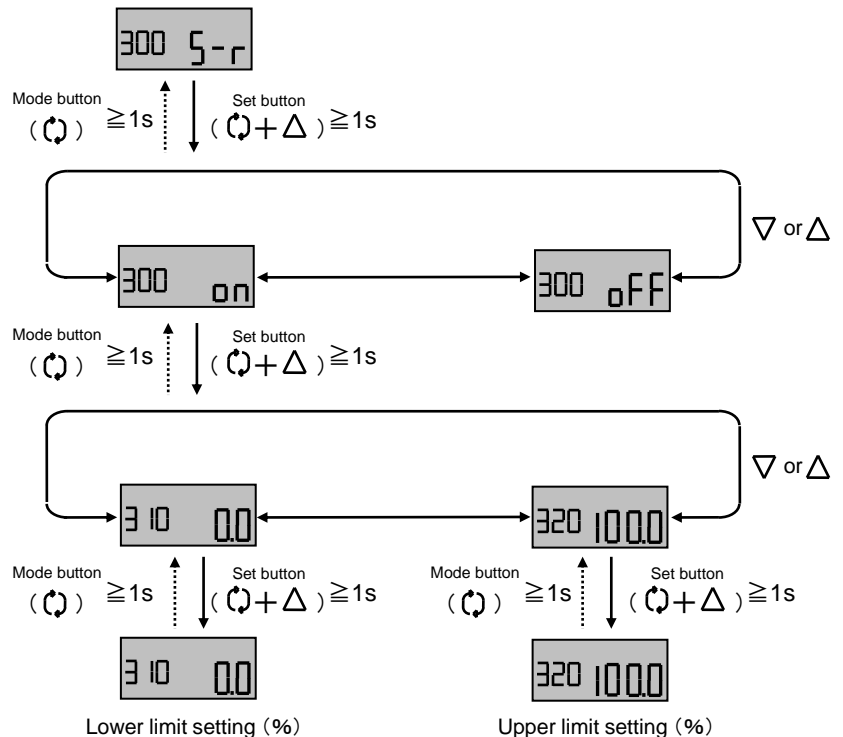 300 5-r
Mode button
( ) ≧1s
Set button
( + △ ) ≧1s
▽ or △
300 on
300 oFF
Mode button
( ) ≧1s
Set button
( + △ ) ≧1s
▽ or △
310 0.0
320 100.0
Mode button
( ) ≧1s
Set button
( + △ ) ≧1s
Mode button
( ) ≧1s
Set button
( + △ ) ≧1s
310 0.0
320 100.0
Lower limit setting (%)
Upper limit setting (%)